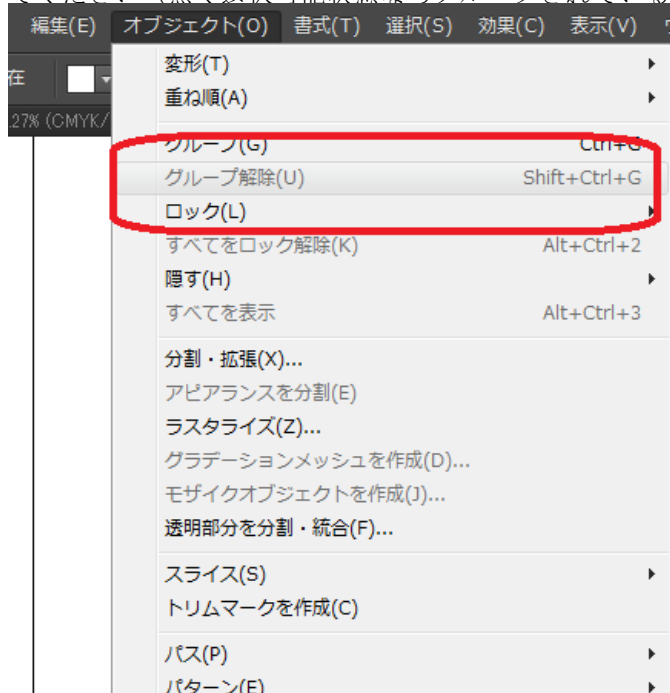 編集(E) オブジェクト(O) 書式(T) 選択(S) 効果(C) 表示(V)
在
.27% (CMYK/
変形(T)
重ね順(A)
グループ(G) Ctrl+G
グループ解除(U) Shift+Ctrl+G
ロック(L)
すべてをロック解除(K) Alt+Ctrl+2
隠す(H)
すべてを表示 Alt+Ctrl+3
分割・拡張(X)...
アピアランスを分割(E)
ラスタライズ(Z)...
グラデーションメッシュを作成(D)...
モザイクオブジェクトを作成(J)...
透明部分を分割・統合(F)...
スライス(S)
トリムマークを作成(C)
パス(P)
パターン(E)